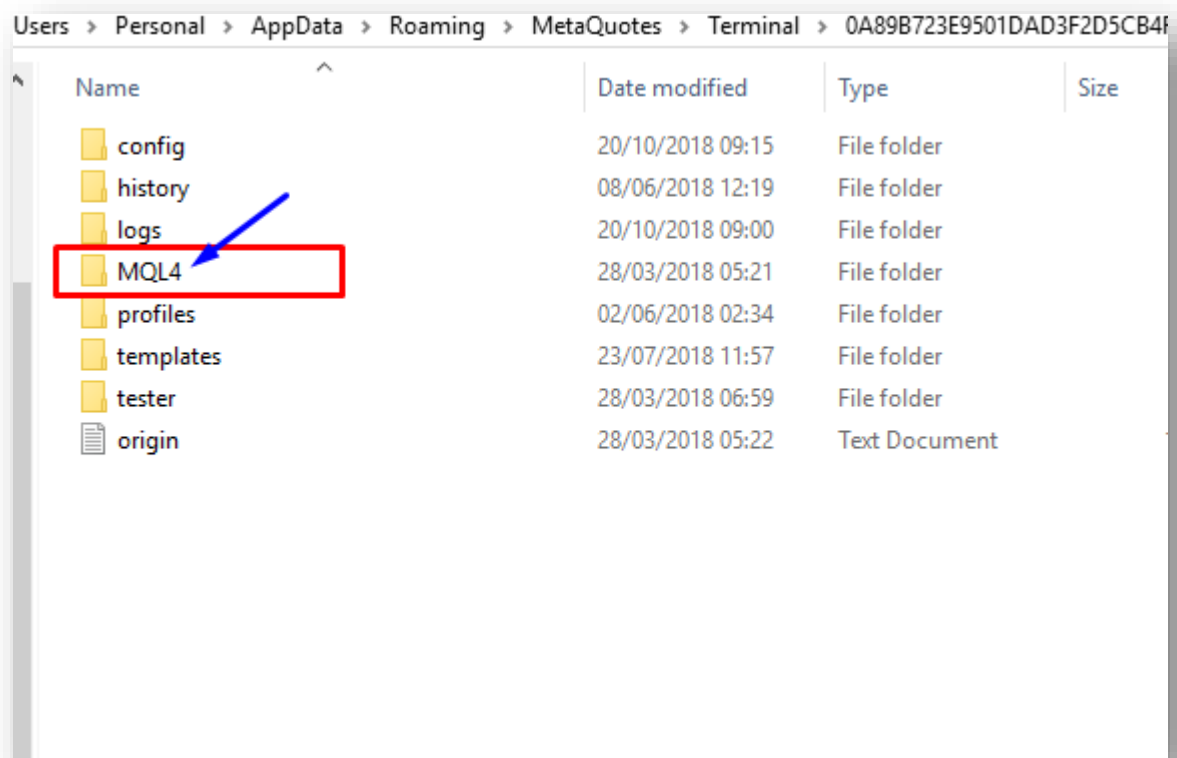 Users > Personal > AppData > Roaming > MetaQuotes > Terminal > 0A89B723E9501DAD3F2D5CB4F
Name Date modified Type Size
config 20/10/2018 09:15 File folder
history 08/06/2018 12:19 File folder
logs 20/10/2018 09:00 File folder
MQL4 28/03/2018 05:21 File folder
profiles 02/06/2018 02:34 File folder
templates 23/07/2018 11:57 File folder
tester 28/03/2018 06:59 File folder
origin 28/03/2018 05:22 Text Document